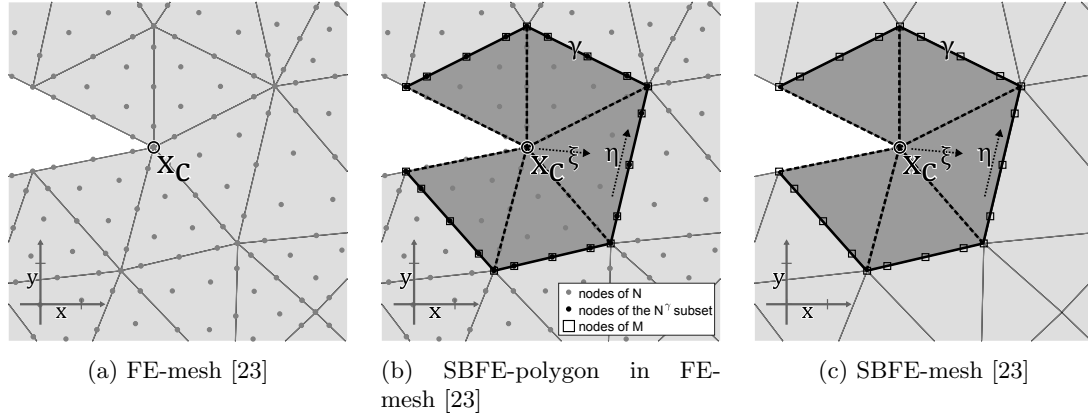 X_C
y
x
γ
X_C
ξ
η
y
x
nodes of N
nodes of the N^γ subset
nodes of M
γ
X_C
ξ
η
y
x
(a) FE-mesh [23]
(b) SBFE-polygon in FE-
mesh [23]
(c) SBFE-mesh [23]